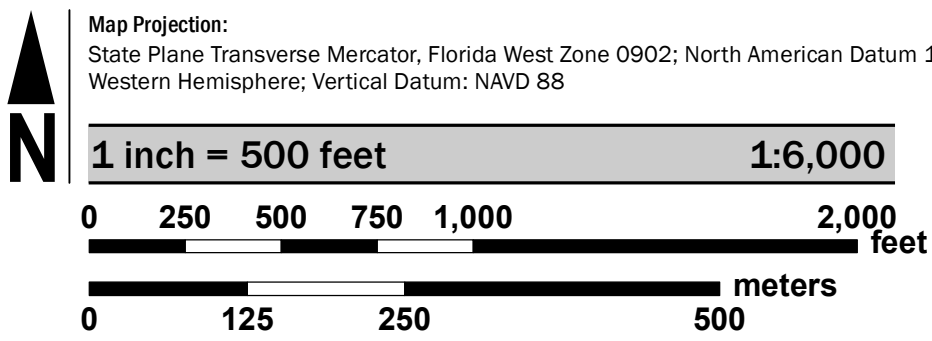 Map Projection:
State Plane Transverse Mercator, Florida West Zone 0902; North American Datum 1
Western Hemisphere; Vertical Datum: NAVD 88
N
1 inch = 500 feet 1:6,000
0 250 500 750 1,000 2,000
feet
meters
0 125 250 500